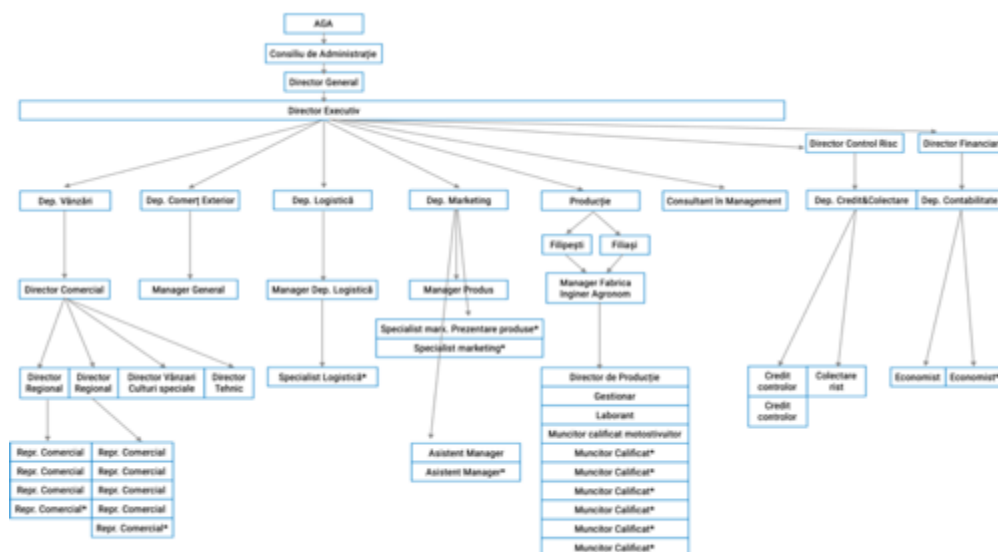 AGA
Consiliu de Administrație
Director General
Director Executiv
Director Control Risc
Director Financiar
Dep. Vânzări
Dep. Comerț Exterior
Dep. Logistică
Dep. Marketing
Producție
Consultant în Management
Dep. Credit&Colectare
Dep. Contabilitate
Filipești
Filiași
Director Comercial
Manager General
Manager Dep. Logistică
Manager Produs
Manager Fabrica
Inginer Agronom
Specialist mark. Prezentare produse*
Specialist marketing*
Director
Regional
Director
Regional
Director Vânzari
Culturi speciale
Director
Tehnic
Specialist Logistică*
Director de Producție
Gestionar
Laborant
Muncitor calificat motostivuitor
Muncitor Calificat*
Muncitor Calificat*
Muncitor Calificat*
Muncitor Calificat*
Muncitor Calificat*
Muncitor Calificat*
Credit
controlor
Credit
controlor
Colectare
rist
Economist
Economist*
Repr. Comercial
Repr. Comercial
Repr. Comercial
Repr. Comercial*
Repr. Comercial
Repr. Comercial
Repr. Comercial
Repr. Comercial
Repr. Comercial*
Asistent Manager
Asistent Manager*